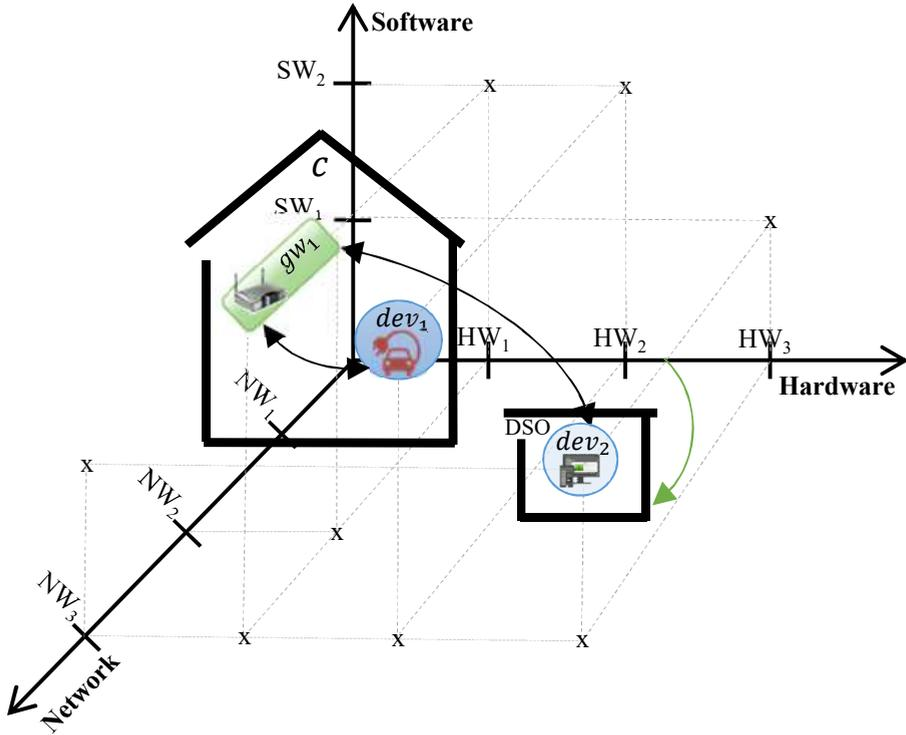 Software
SW₂
x
x
C
SW₁
x
gw₁
dev₁
HW₁
HW₂
HW₃
Hardware
NW₁
DSO
dev₂
x
NW₂
x
NW₃
x
x
x
Network